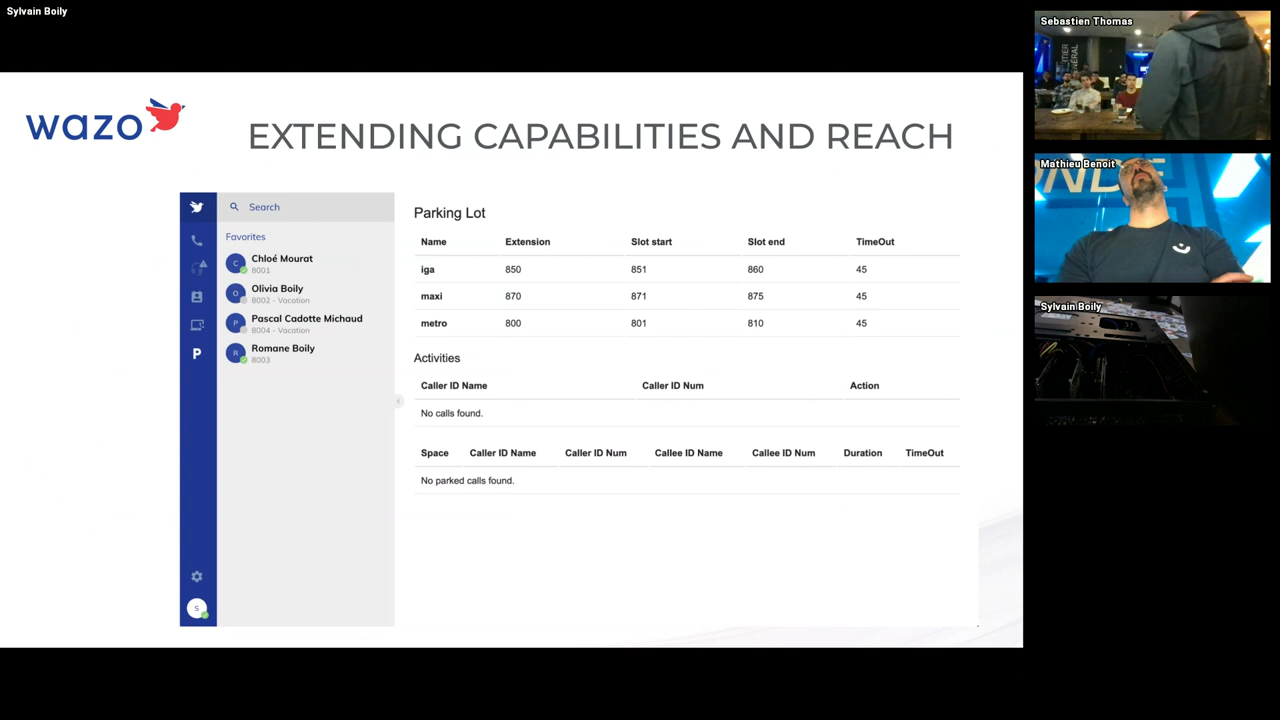 Sylvain Boily
wazo
EXTENDING CAPABILITIES AND REACH
Search
Favorites
C
Chloé Mourat
8001
O
Olivia Boily
8002 - Vacation
P
Pascal Cadotte Michaud
8004 - Vacation
R
Romane Boily
8003
P
S
Parking Lot
Name Extension Slot start Slot end TimeOut
iga 850 851 860 45
maxi 870 871 875 45
metro 800 801 810 45
Activities
Caller ID Name Caller ID Num Action
No calls found.
Space Caller ID Name Caller ID Num Callee ID Name Callee ID Num Duration TimeOut
No parked calls found.
Sebastien Thomas
Mathieu Benoit
Sylvain Boily